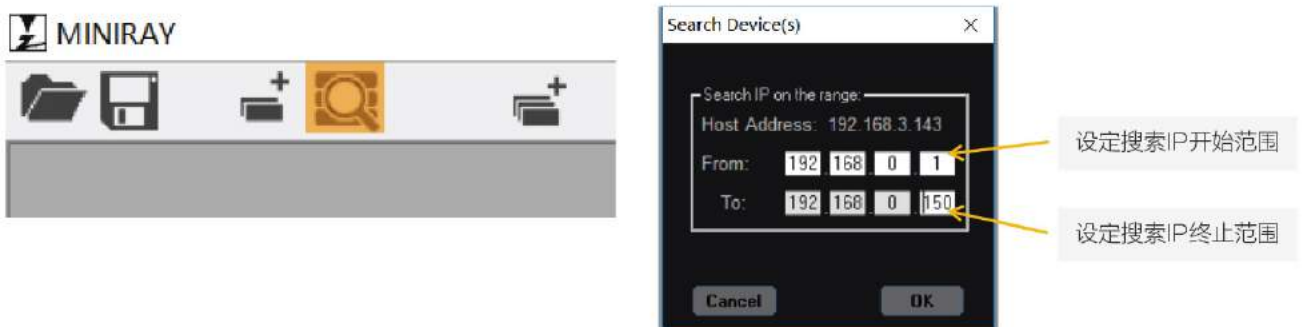 MINIRAY
Search Device(s)
Search IP on the range:
Host Address: 192.168.3.143
From: 192 . 168 . 0 . 1
To: 192 . 168 . 0 . 150
Cancel OK
设定搜索IP开始范围
设定搜索IP终止范围